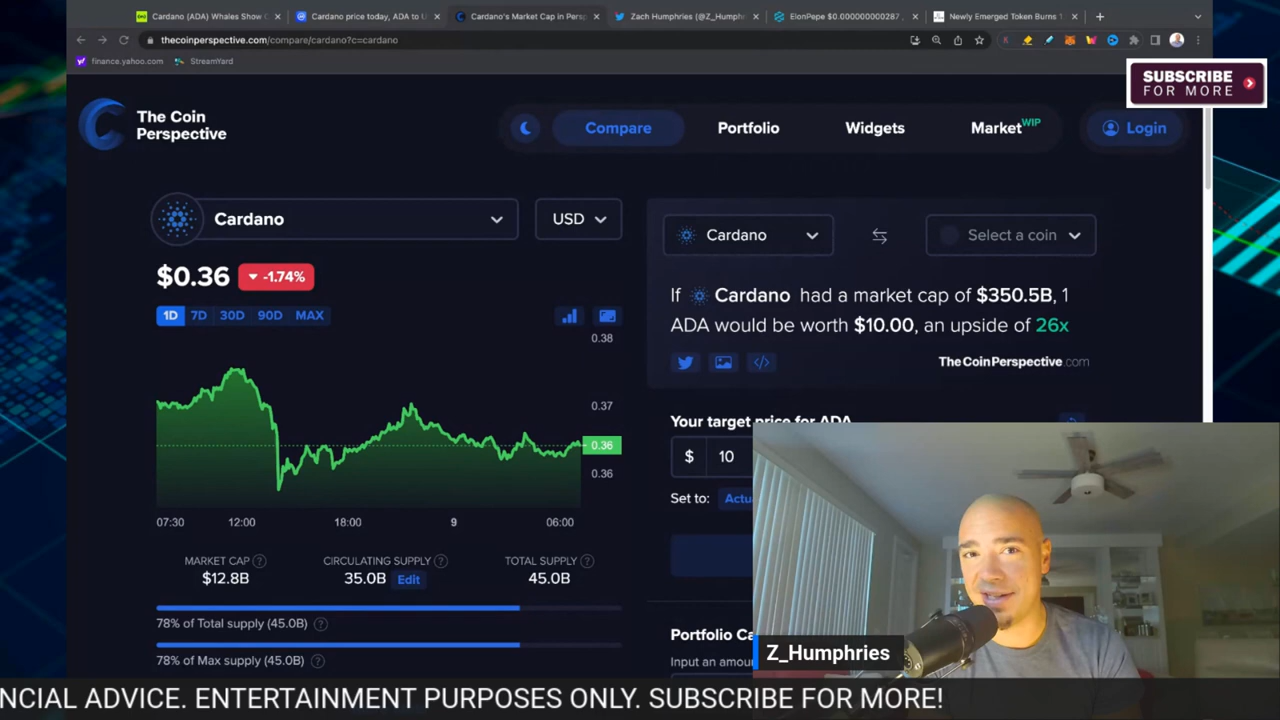 Cardano (ADA) Whales Show C
Cardano price today, ADA to U
Cardano's Market Cap in Persp
Zach Humphries (@Z_Humphr
ElonPepe $0.000000000287
Newly Emerged Token Burns 1
thecoinperspective.com/compare/cardano?c=cardano
finance.yahoo.com
StreamYard
SUBSCRIBE
FOR MORE
The Coin
Perspective
Compare
Portfolio
Widgets
Market WIP
Login
Cardano
USD
$0.36
-1.74%
1D 7D 30D 90D MAX
0.38
0.37
0.36
0.36
07:30 12:00 18:00 9 06:00
MARKET CAP ?
$12.8B
CIRCULATING SUPPLY ?
35.0B Edit
TOTAL SUPPLY ?
45.0B
78% of Total supply (45.0B) ?
78% of Max supply (45.0B) ?
Cardano
Select a coin
If Cardano had a market cap of $350.5B, 1
ADA would be worth $10.00, an upside of 26x
TheCoinPerspective.com
Your target price for ADA
$ 10
Set to: Actu
Portfolio Ca
Input an amou
Z_Humphries
NCIAL ADVICE. ENTERTAINMENT PURPOSES ONLY. SUBSCRIBE FOR MORE!